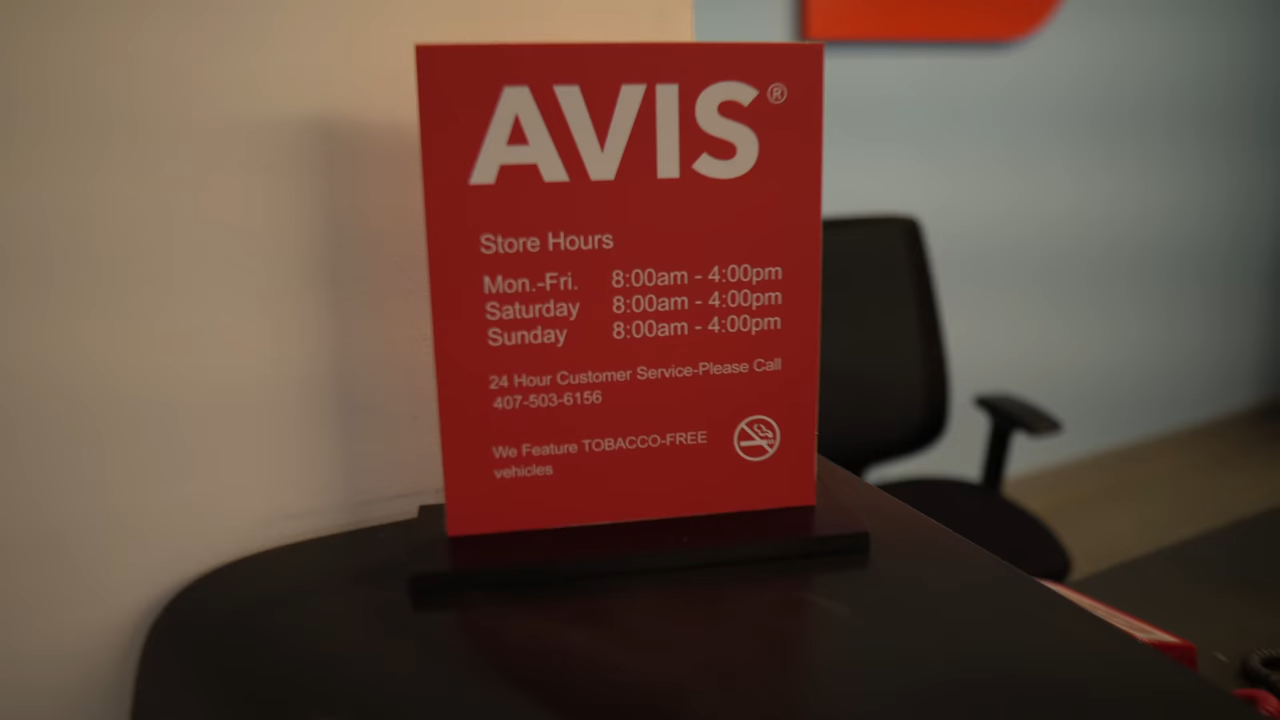 AVIS®
Store Hours
Mon.-Fri. 8:00am - 4:00pm
Saturday 8:00am - 4:00pm
Sunday 8:00am - 4:00pm
24 Hour Customer Service-Please Call
407-503-6156
We Feature TOBACCO-FREE
vehicles